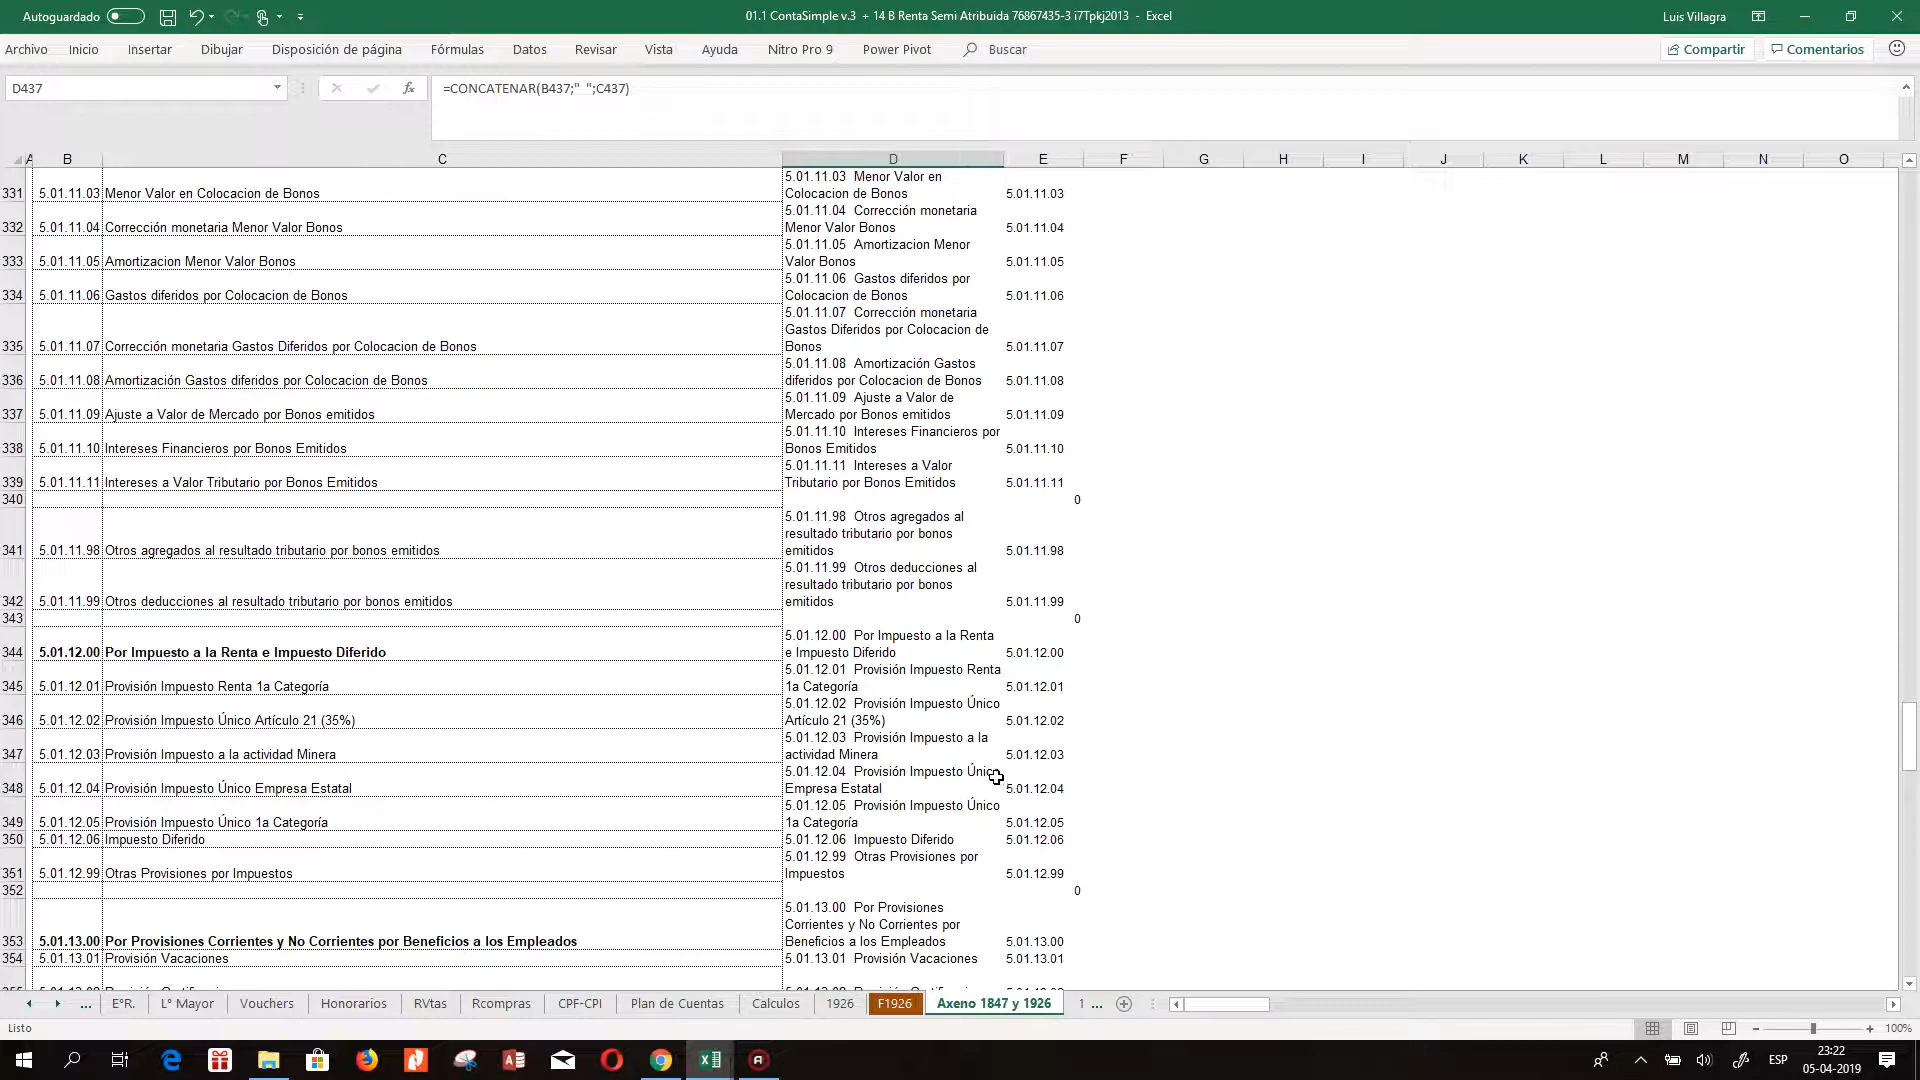 Autoguardado
01.1 ContaSimple v.3 + 14 B Renta Semi Atribuida 76867435-3 i7Tpkj2013 - Excel
Luis Villagra
Archivo Inicio Insertar Dibujar Disposición de página Fórmulas Datos Revisar Vista Ayuda Nitro Pro 9 Power Pivot Buscar Compartir Comentarios
D437 fx =CONCATENAR(B437;" ";C437)
A B C D E F G H I J K L M N O
5.01.11.03 Menor Valor en
331 5.01.11.03 Menor Valor en Colocacion de Bonos Colocacion de Bonos 5.01.11.03
5.01.11.04 Corrección monetaria
332 5.01.11.04 Corrección monetaria Menor Valor Bonos Menor Valor Bonos 5.01.11.04
5.01.11.05 Amortizacion Menor
333 5.01.11.05 Amortizacion Menor Valor Bonos Valor Bonos 5.01.11.05
5.01.11.06 Gastos diferidos por
334 5.01.11.06 Gastos diferidos por Colocacion de Bonos Colocacion de Bonos 5.01.11.06
5.01.11.07 Corrección monetaria
Gastos Diferidos por Colocacion de
335 5.01.11.07 Corrección monetaria Gastos Diferidos por Colocacion de Bonos Bonos 5.01.11.07
5.01.11.08 Amortización Gastos
336 5.01.11.08 Amortización Gastos diferidos por Colocacion de Bonos diferidos por Colocacion de Bonos 5.01.11.08
5.01.11.09 Ajuste a Valor de
337 5.01.11.09 Ajuste a Valor de Mercado por Bonos emitidos Mercado por Bonos emitidos 5.01.11.09
5.01.11.10 Intereses Financieros por
338 5.01.11.10 Intereses Financieros por Bonos Emitidos Bonos Emitidos 5.01.11.10
5.01.11.11 Intereses a Valor
339 5.01.11.11 Intereses a Valor Tributario por Bonos Emitidos Tributario por Bonos Emitidos 5.01.11.11
340 0
5.01.11.98 Otros agregados al
resultado tributario por bonos
341 5.01.11.98 Otros agregados al resultado tributario por bonos emitidos emitidos 5.01.11.98
5.01.11.99 Otros deducciones al
resultado tributario por bonos
342 5.01.11.99 Otros deducciones al resultado tributario por bonos emitidos emitidos 5.01.11.99
343 0
5.01.12.00 Por Impuesto a la Renta
344 5.01.12.00 Por Impuesto a la Renta e Impuesto Diferido e Impuesto Diferido 5.01.12.00
5.01.12.01 Provisión Impuesto Renta
345 5.01.12.01 Provisión Impuesto Renta 1a Categoría 1a Categoría 5.01.12.01
5.01.12.02 Provisión Impuesto Único
346 5.01.12.02 Provisión Impuesto Único Artículo 21 (35%) Artículo 21 (35%) 5.01.12.02
5.01.12.03 Provisión Impuesto a la
347 5.01.12.03 Provisión Impuesto a la actividad Minera actividad Minera 5.01.12.03
5.01.12.04 Provisión Impuesto Único
348 5.01.12.04 Provisión Impuesto Único Empresa Estatal Empresa Estatal 5.01.12.04
5.01.12.05 Provisión Impuesto Único
349 5.01.12.05 Provisión Impuesto Único 1a Categoría 1a Categoría 5.01.12.05
350 5.01.12.06 Impuesto Diferido 5.01.12.06 Impuesto Diferido 5.01.12.06
5.01.12.99 Otras Provisiones por
351 5.01.12.99 Otras Provisiones por Impuestos Impuestos 5.01.12.99
352 0
5.01.13.00 Por Provisiones
Corrientes y No Corrientes por
353 5.01.13.00 Por Provisiones Corrientes y No Corrientes por Beneficios a los Empleados Beneficios a los Empleados 5.01.13.00
354 5.01.13.01 Provisión Vacaciones 5.01.13.01 Provisión Vacaciones 5.01.13.01
... E°R. L° Mayor Vouchers Honorarios RVtas Rcompras CPF-CPI Plan de Cuentas Calculos 1926 F1926 Axeno 1847 y 1926 1 ...
Listo 100%
ESP 23:22
05-04-2019